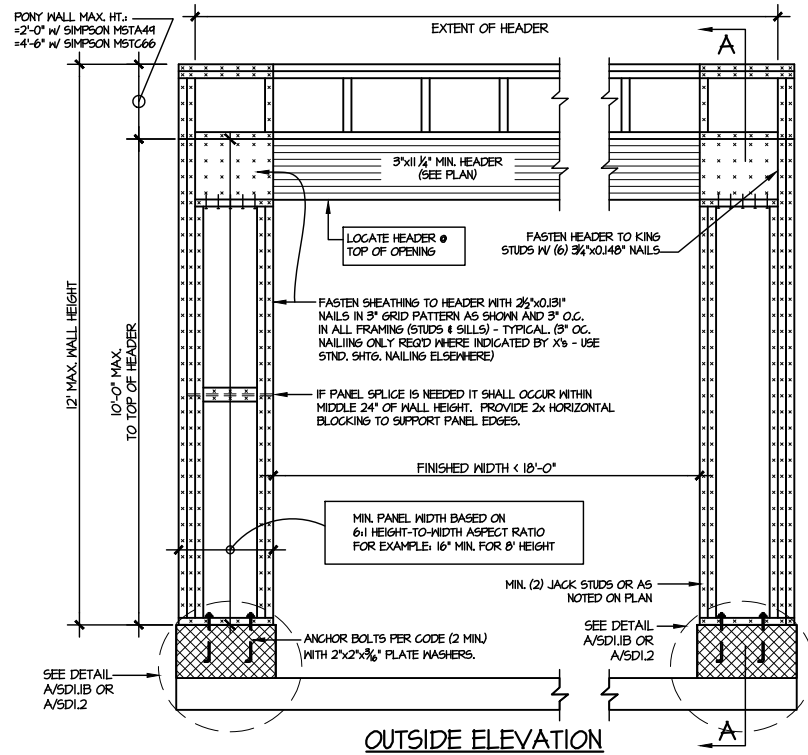 PONY WALL MAX. HT.:
=2'-0" W/ SIMPSON MSTA49
=4'-6" W/ SIMPSON MSTC66
EXTENT OF HEADER
A
3"x11 1/4" MIN. HEADER
(SEE PLAN)
LOCATE HEADER @
TOP OF OPENING
FASTEN HEADER TO KING
STUDS W/ (6) 3 1/4"x0.148" NAILS
12' MAX. WALL HEIGHT
10'-0" MAX.
TO TOP OF HEADER
FASTEN SHEATHING TO HEADER WITH 2 1/2"x0.131"
NAILS IN 3" GRID PATTERN AS SHOWN AND 3" O.C.
IN ALL FRAMING (STUDS & SILLS) - TYPICAL. (3" OC.
NAILIING ONLY REQ'D WHERE INDICATED BY X's - USE
STND. SHTG. NAILING ELSEWHERE)
IF PANEL SPLICE IS NEEDED IT SHALL OCCUR WITHIN
MIDDLE 24" OF WALL HEIGHT. PROVIDE 2x HORIZONTAL
BLOCKING TO SUPPORT PANEL EDGES.
FINISHED WIDTH < 18'-0"
MIN. PANEL WIDTH BASED ON
6:1 HEIGHT-TO-WIDTH ASPECT RATIO
FOR EXAMPLE: 16" MIN. FOR 8' HEIGHT
MIN. (2) JACK STUDS OR AS
NOTED ON PLAN
ANCHOR BOLTS PER CODE (2 MIN.)
WITH 2"x2"x3/16" PLATE WASHERS.
SEE DETAIL
A/SD1.1B OR
A/SD1.2
SEE DETAIL
A/SD1.1B OR
A/SD1.2
A
OUTSIDE ELEVATION